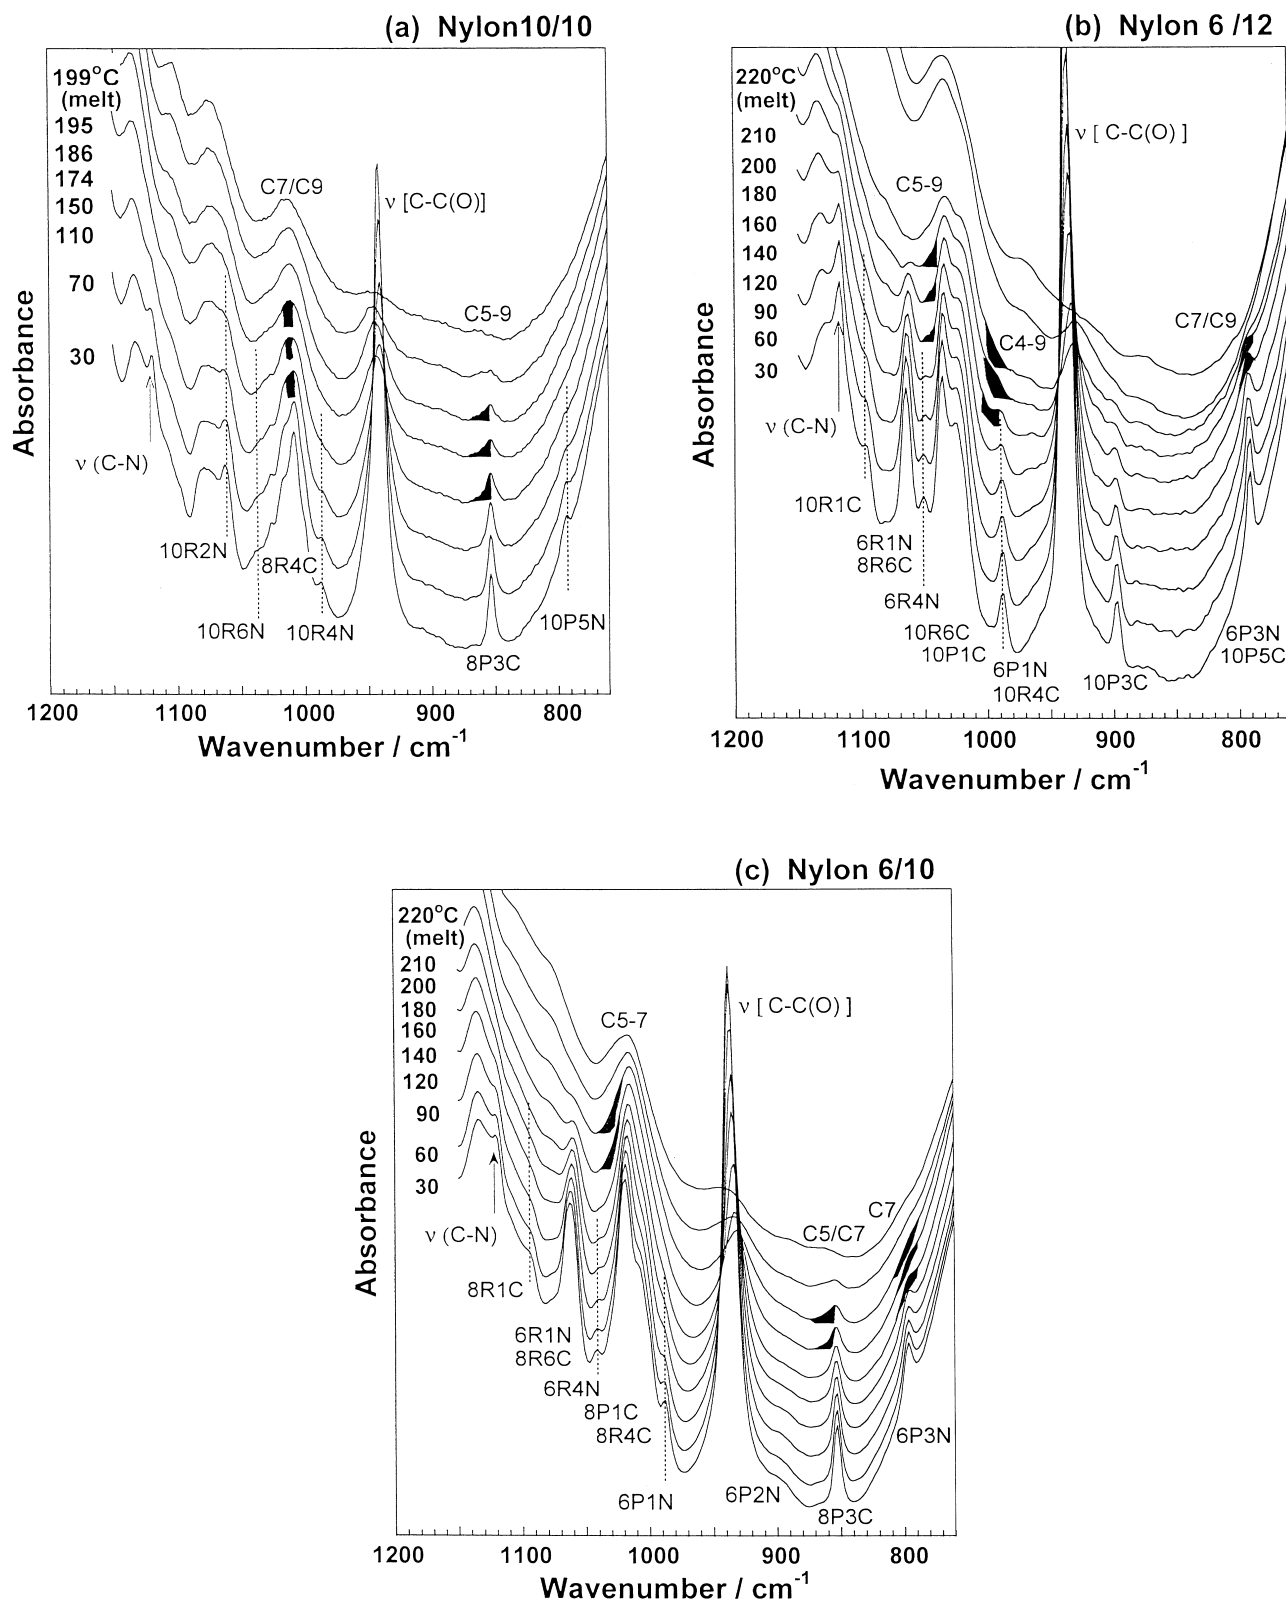 (a) Nylon10/10
199°C
(melt)
195
186
174
150
110
70
30
C7/C9
ν [C-C(O)]
C5-9
ν (C-N)
10R2N
8R4C
10R6N
10R4N
10P5N
8P3C
Absorbance
1200
1100
1000
900
800
Wavenumber / cm⁻¹
(b) Nylon 6 /12
220°C
(melt)
210
200
180
160
140
120
90
60
30
ν [ C-C(O) ]
C5-9
C4-9
C7/C9
ν (C-N)
10R1C
6R1N
8R6C
6R4N
10R6C
10P1C
6P1N
10R4C
10P3C
6P3N
10P5C
Absorbance
1200
1100
1000
900
800
Wavenumber / cm⁻¹
(c) Nylon 6/10
220°C
(melt)
210
200
180
160
140
120
90
60
30
ν [ C-C(O) ]
C5-7
C7
C5/C7
ν (C-N)
8R1C
6R1N
8R6C
6R4N
8P1C
8R4C
6P1N
6P2N
8P3C
6P3N
Absorbance
1200
1100
1000
900
800
Wavenumber / cm⁻¹